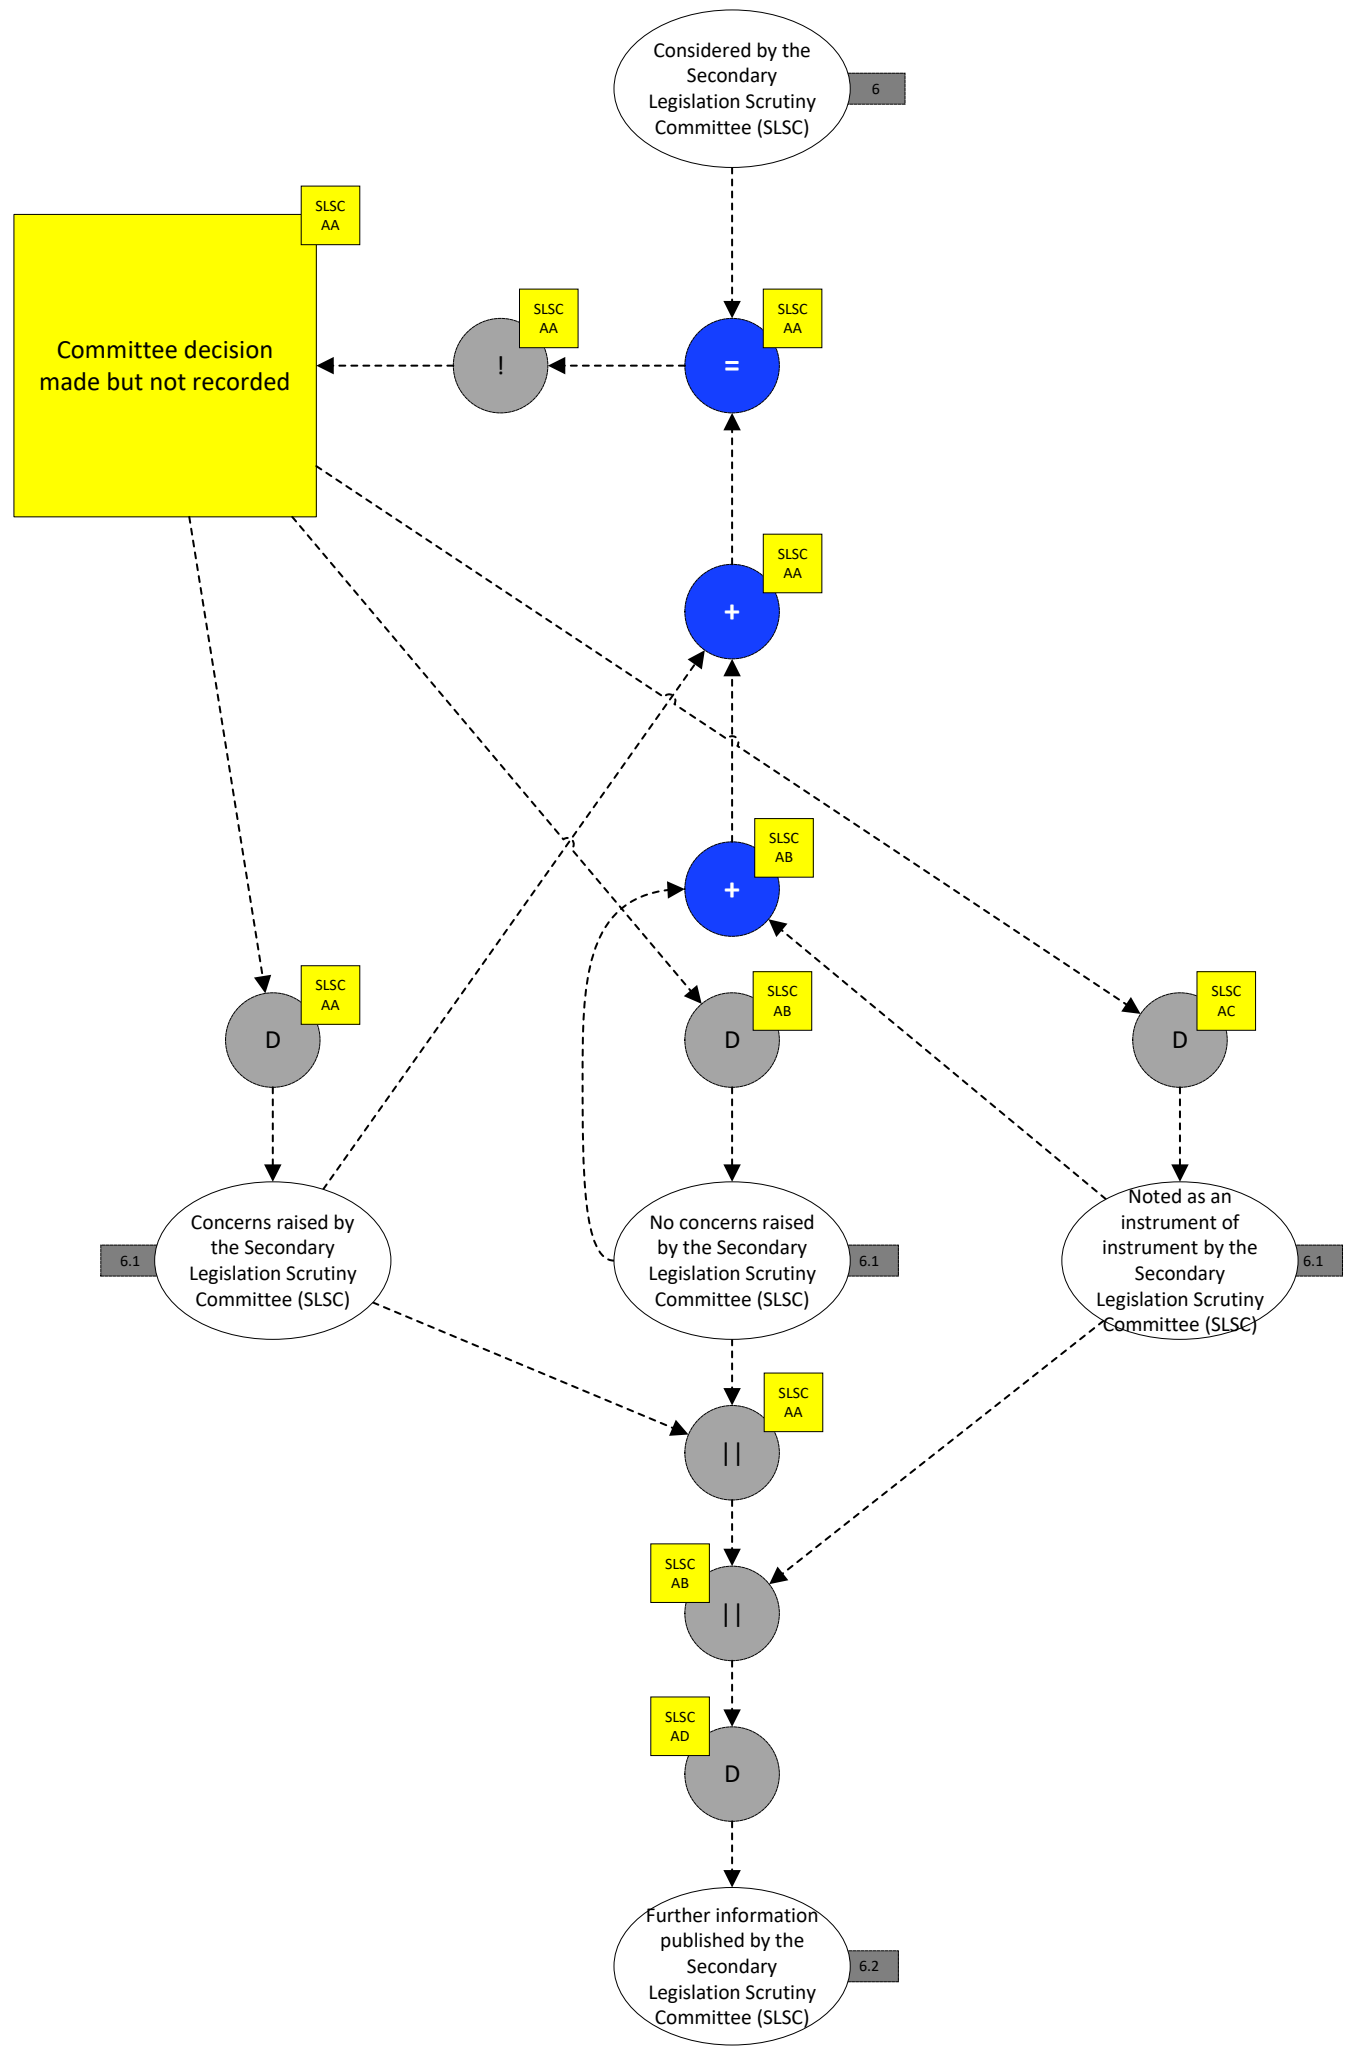 Considered by the
Secondary
Legislation Scrutiny
Committee (SLSC)
6
SLSC
AA
Committee decision
made but not recorded
SLSC
AA
!
SLSC
AA
=
SLSC
AA
+
SLSC
AB
+
SLSC
AA
D
SLSC
AB
D
SLSC
AC
D
Concerns raised by
the Secondary
Legislation Scrutiny
Committee (SLSC)
6.1
No concerns raised
by the Secondary
Legislation Scrutiny
Committee (SLSC)
6.1
Noted as an
instrument of
instrument by the
Secondary
Legislation Scrutiny
Committee (SLSC)
6.1
SLSC
AA
||
SLSC
AB
||
SLSC
AD
D
Further information
published by the
Secondary
Legislation Scrutiny
Committee (SLSC)
6.2